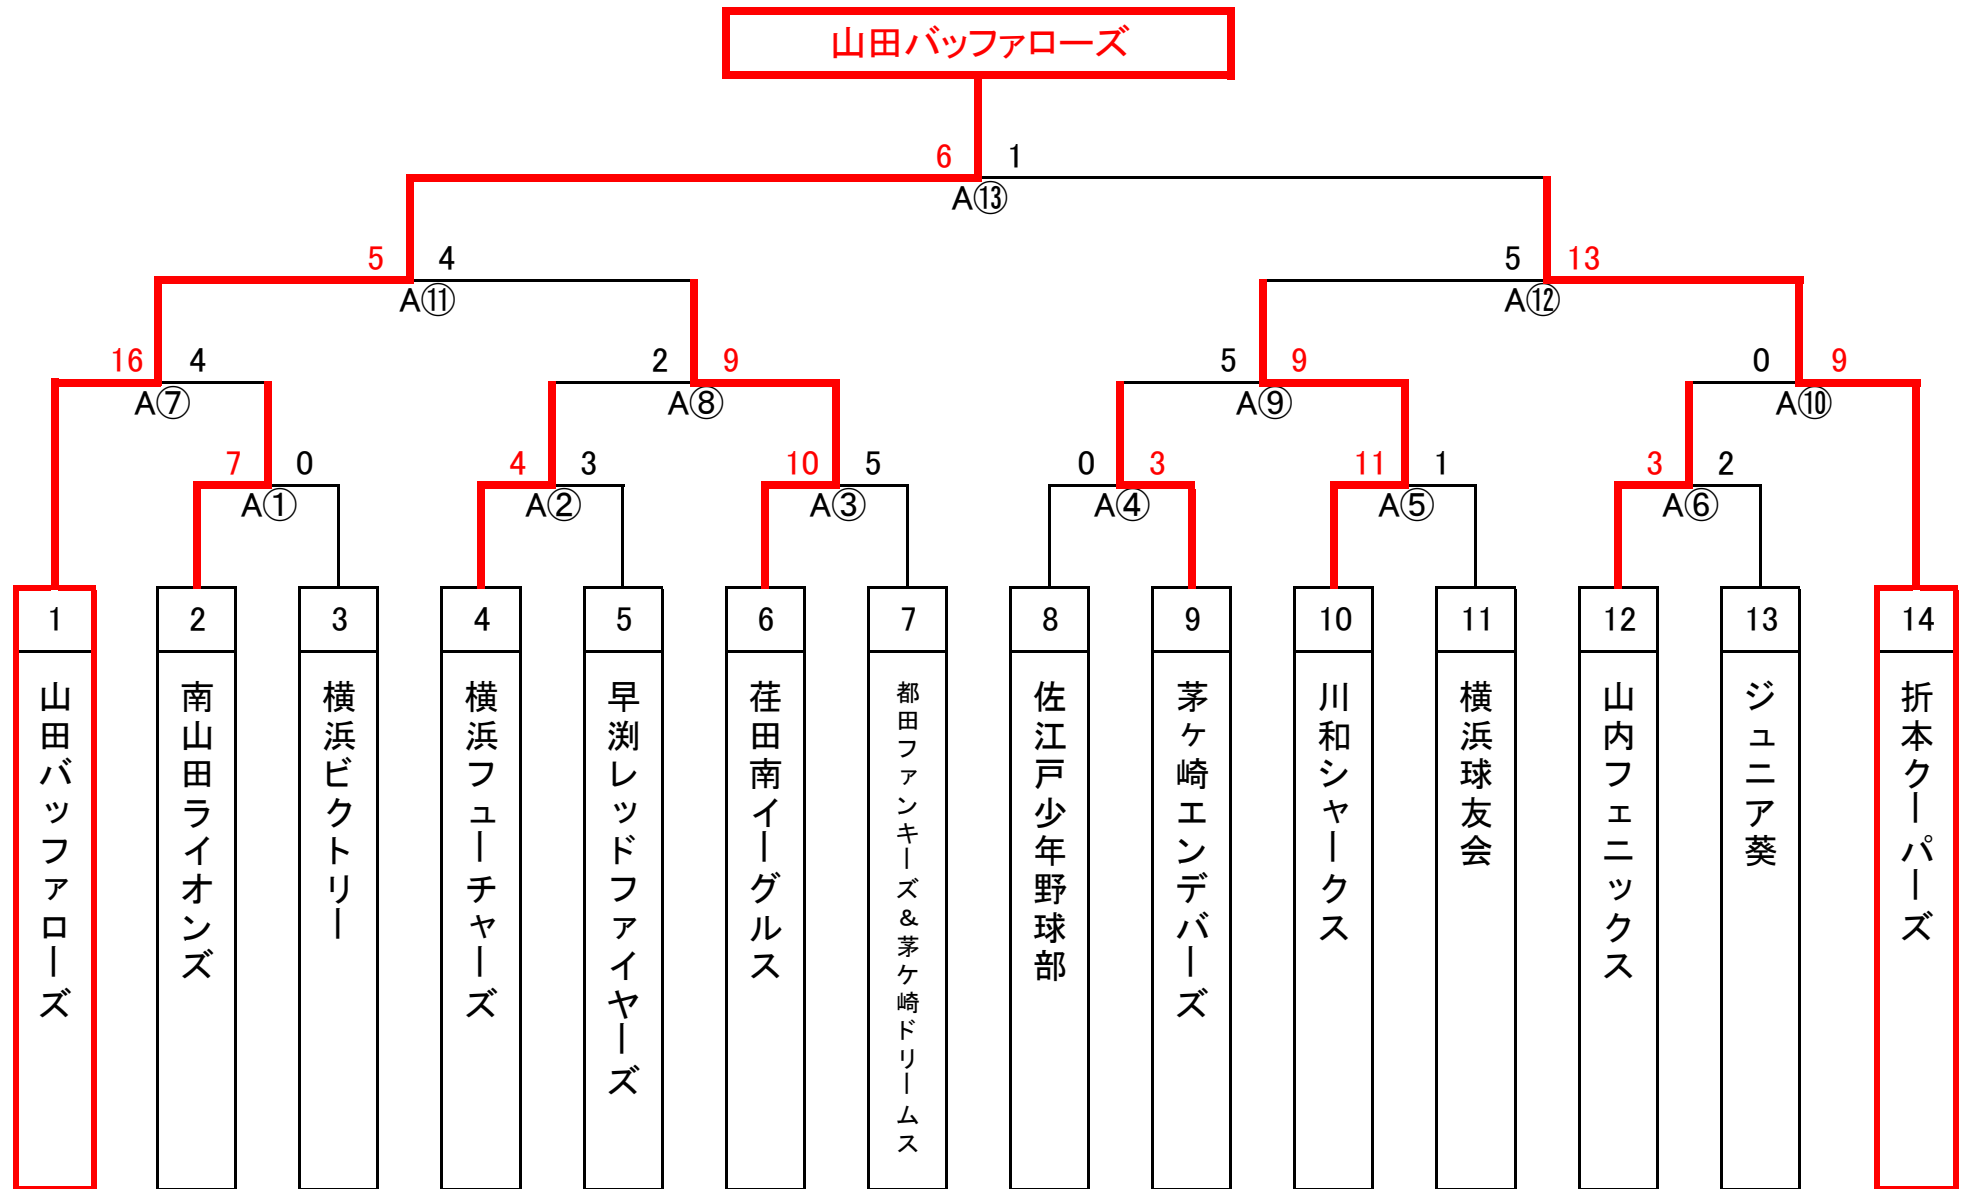 山田バッファローズ
6 1
A⑬
5 4 5 13
A⑪ A⑫
16 4 2 9 5 9 0 9
A⑦ A⑧ A⑨ A⑩
7 0 4 3 10 5 0 3 11 1 3 2
A① A② A③ A④ A⑤ A⑥
1 2 3 4 5 6 7 8 9 10 11 12 13 14
山田バッファローズ
南山田ライオンズ
横浜ビクトリー
横浜フューチャーズ
早渕レッドファイヤーズ
荏田南イーグルス
都田ファンキーズ&茅ケ崎ドリームス
佐江戸少年野球部
茅ケ崎エンデバーズ
川和シャークス
横浜球友会
山内フェニックス
ジュニア葵
折本クーパーズ